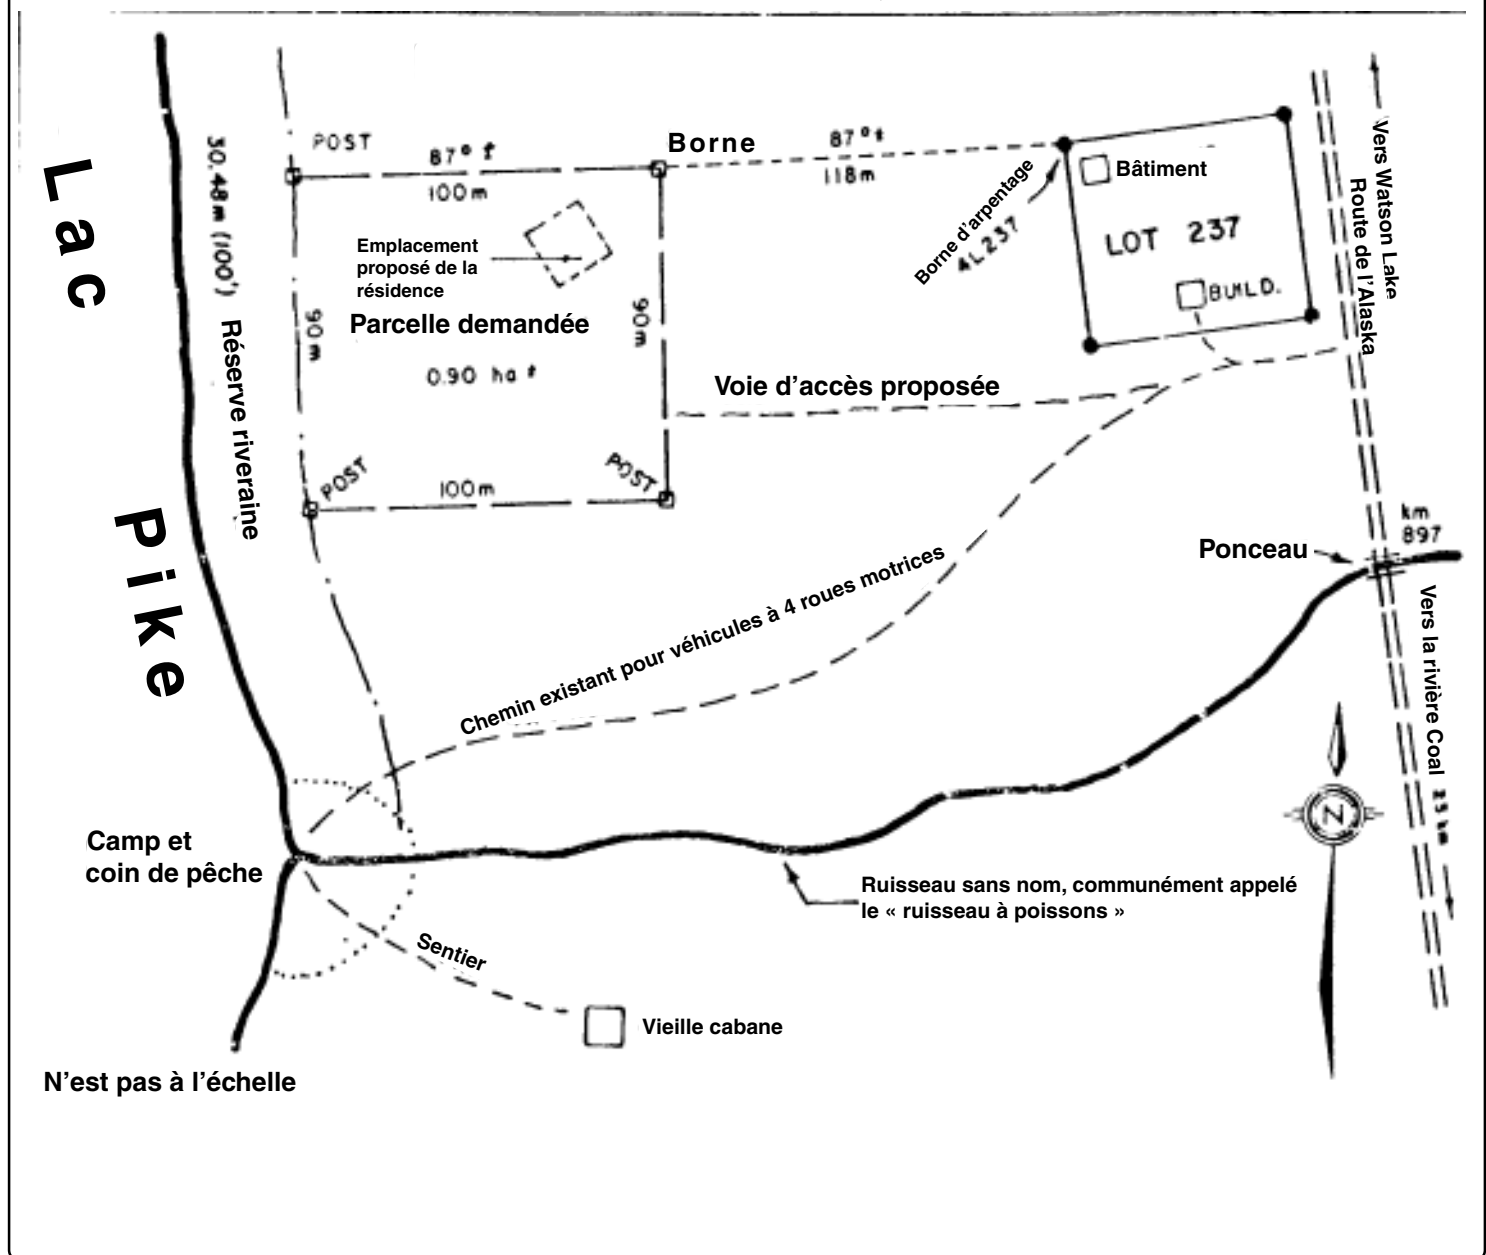 Lac
Pike
30.48m (100')
Réserve riveraine
POST
87° ±
100m
Borne
87° ±
118m
Borne d'arpentage
4L237
Bâtiment
LOT 237
BUILD.
Vers Watson Lake
Route de l'Alaska
Emplacement
proposé de la
résidence
Parcelle demandée
90m
90m
0.90 ha ±
Voie d'accès proposée
POST
100m
POST
km
897
Ponceau
Chemin existant pour véhicules à 4 roues motrices
Vers la rivière Coal 25 km
N
Camp et
coin de pêche
Ruisseau sans nom, communément appelé
le « ruisseau à poissons »
Sentier
Vieille cabane
N'est pas à l'échelle